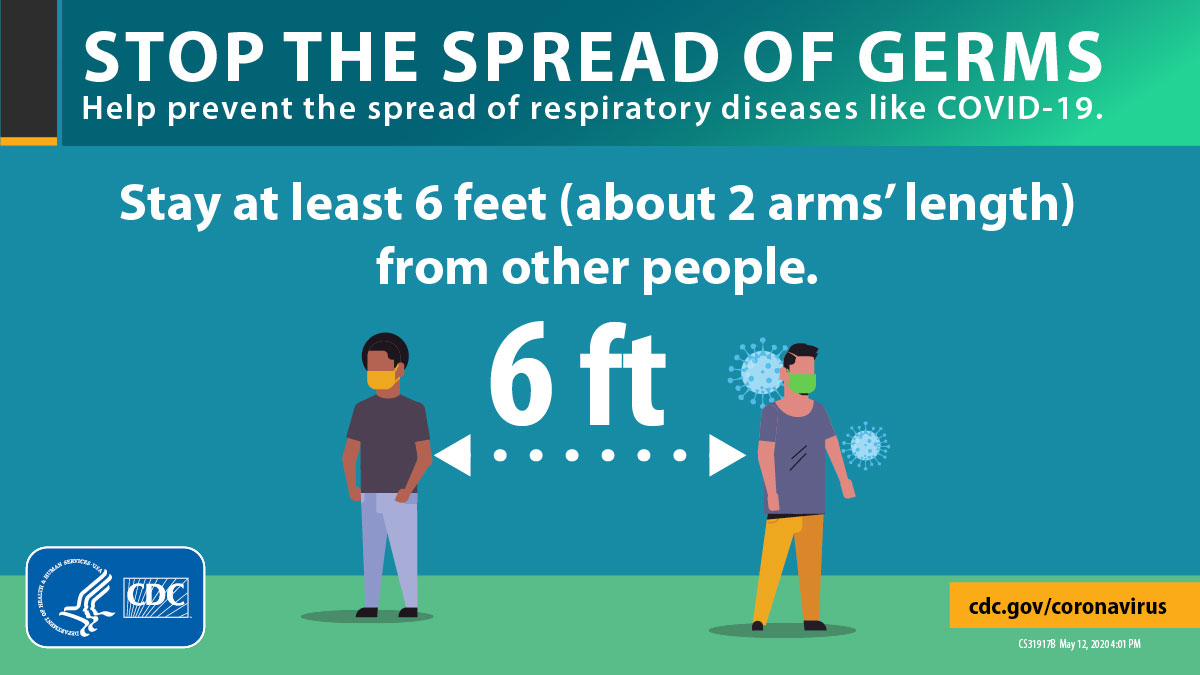 STOP THE SPREAD OF GERMS
Help prevent the spread of respiratory diseases like COVID-19.
Stay at least 6 feet (about 2 arms’ length)
from other people.
6 ft
DEPARTMENT OF HEALTH & HUMAN SERVICES·USA
CDC
cdc.gov/coronavirus
CS31917B May 12, 2020 4:01 PM